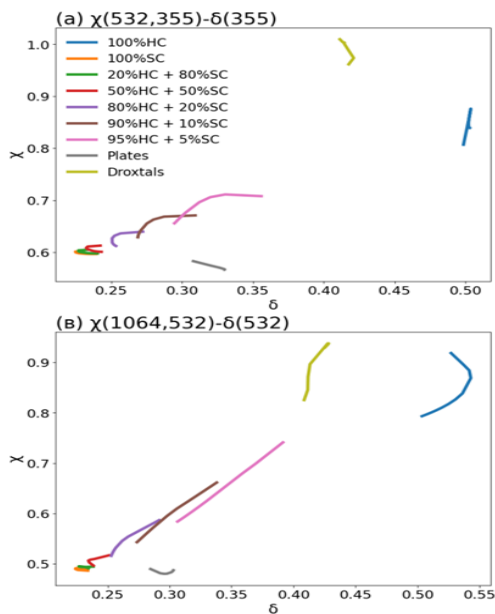 (a) χ(532,355)-δ(355)
1.0
0.9
0.8
0.7
0.6
χ
100%HC
100%SC
20%HC + 80%SC
50%HC + 50%SC
80%HC + 20%SC
90%HC + 10%SC
95%HC + 5%SC
Plates
Droxtals
0.25 0.30 0.35 0.40 0.45 0.50
δ
(в) χ(1064,532)-δ(532)
0.9
0.8
0.7
0.6
0.5
χ
0.25 0.30 0.35 0.40 0.45 0.50 0.55
δ